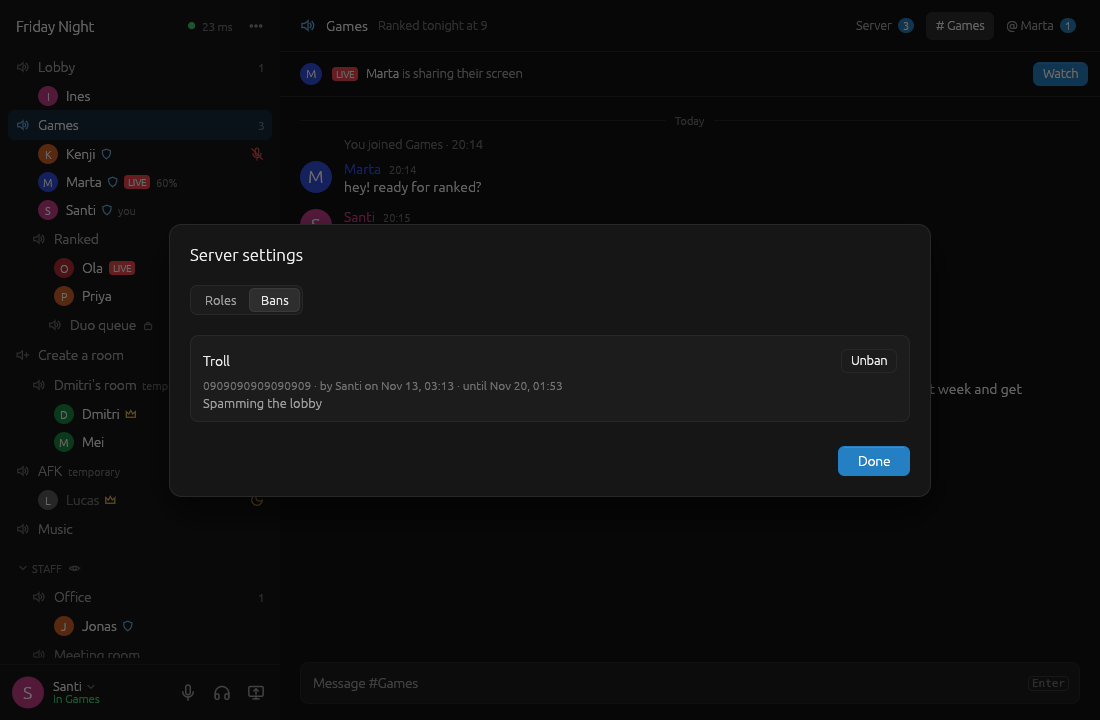 Friday Night
23 ms
Games
Ranked tonight at 9
Server 3
# Games
@ Marta 1
Lobby 1
I Ines
Games 3
K Kenji
M Marta LIVE 60%
S Santi you
Ranked
O Ola LIVE
P Priya
Duo queue
Create a room
Dmitri's room temp
D Dmitri
M Mei
AFK temporary
L Lucas
Music
STAFF
Office 1
J Jonas
Meeting room
S Santi
In Games
M LIVE Marta is sharing their screen
Watch
Today
You joined Games · 20:14
M Marta 20:14
hey! ready for ranked?
S Santi 20:15
t week and get
Server settings
Roles
Bans
Troll
Unban
0909090909090909 · by Santi on Nov 13, 03:13 · until Nov 20, 01:53
Spamming the lobby
Done
Message #Games
Enter